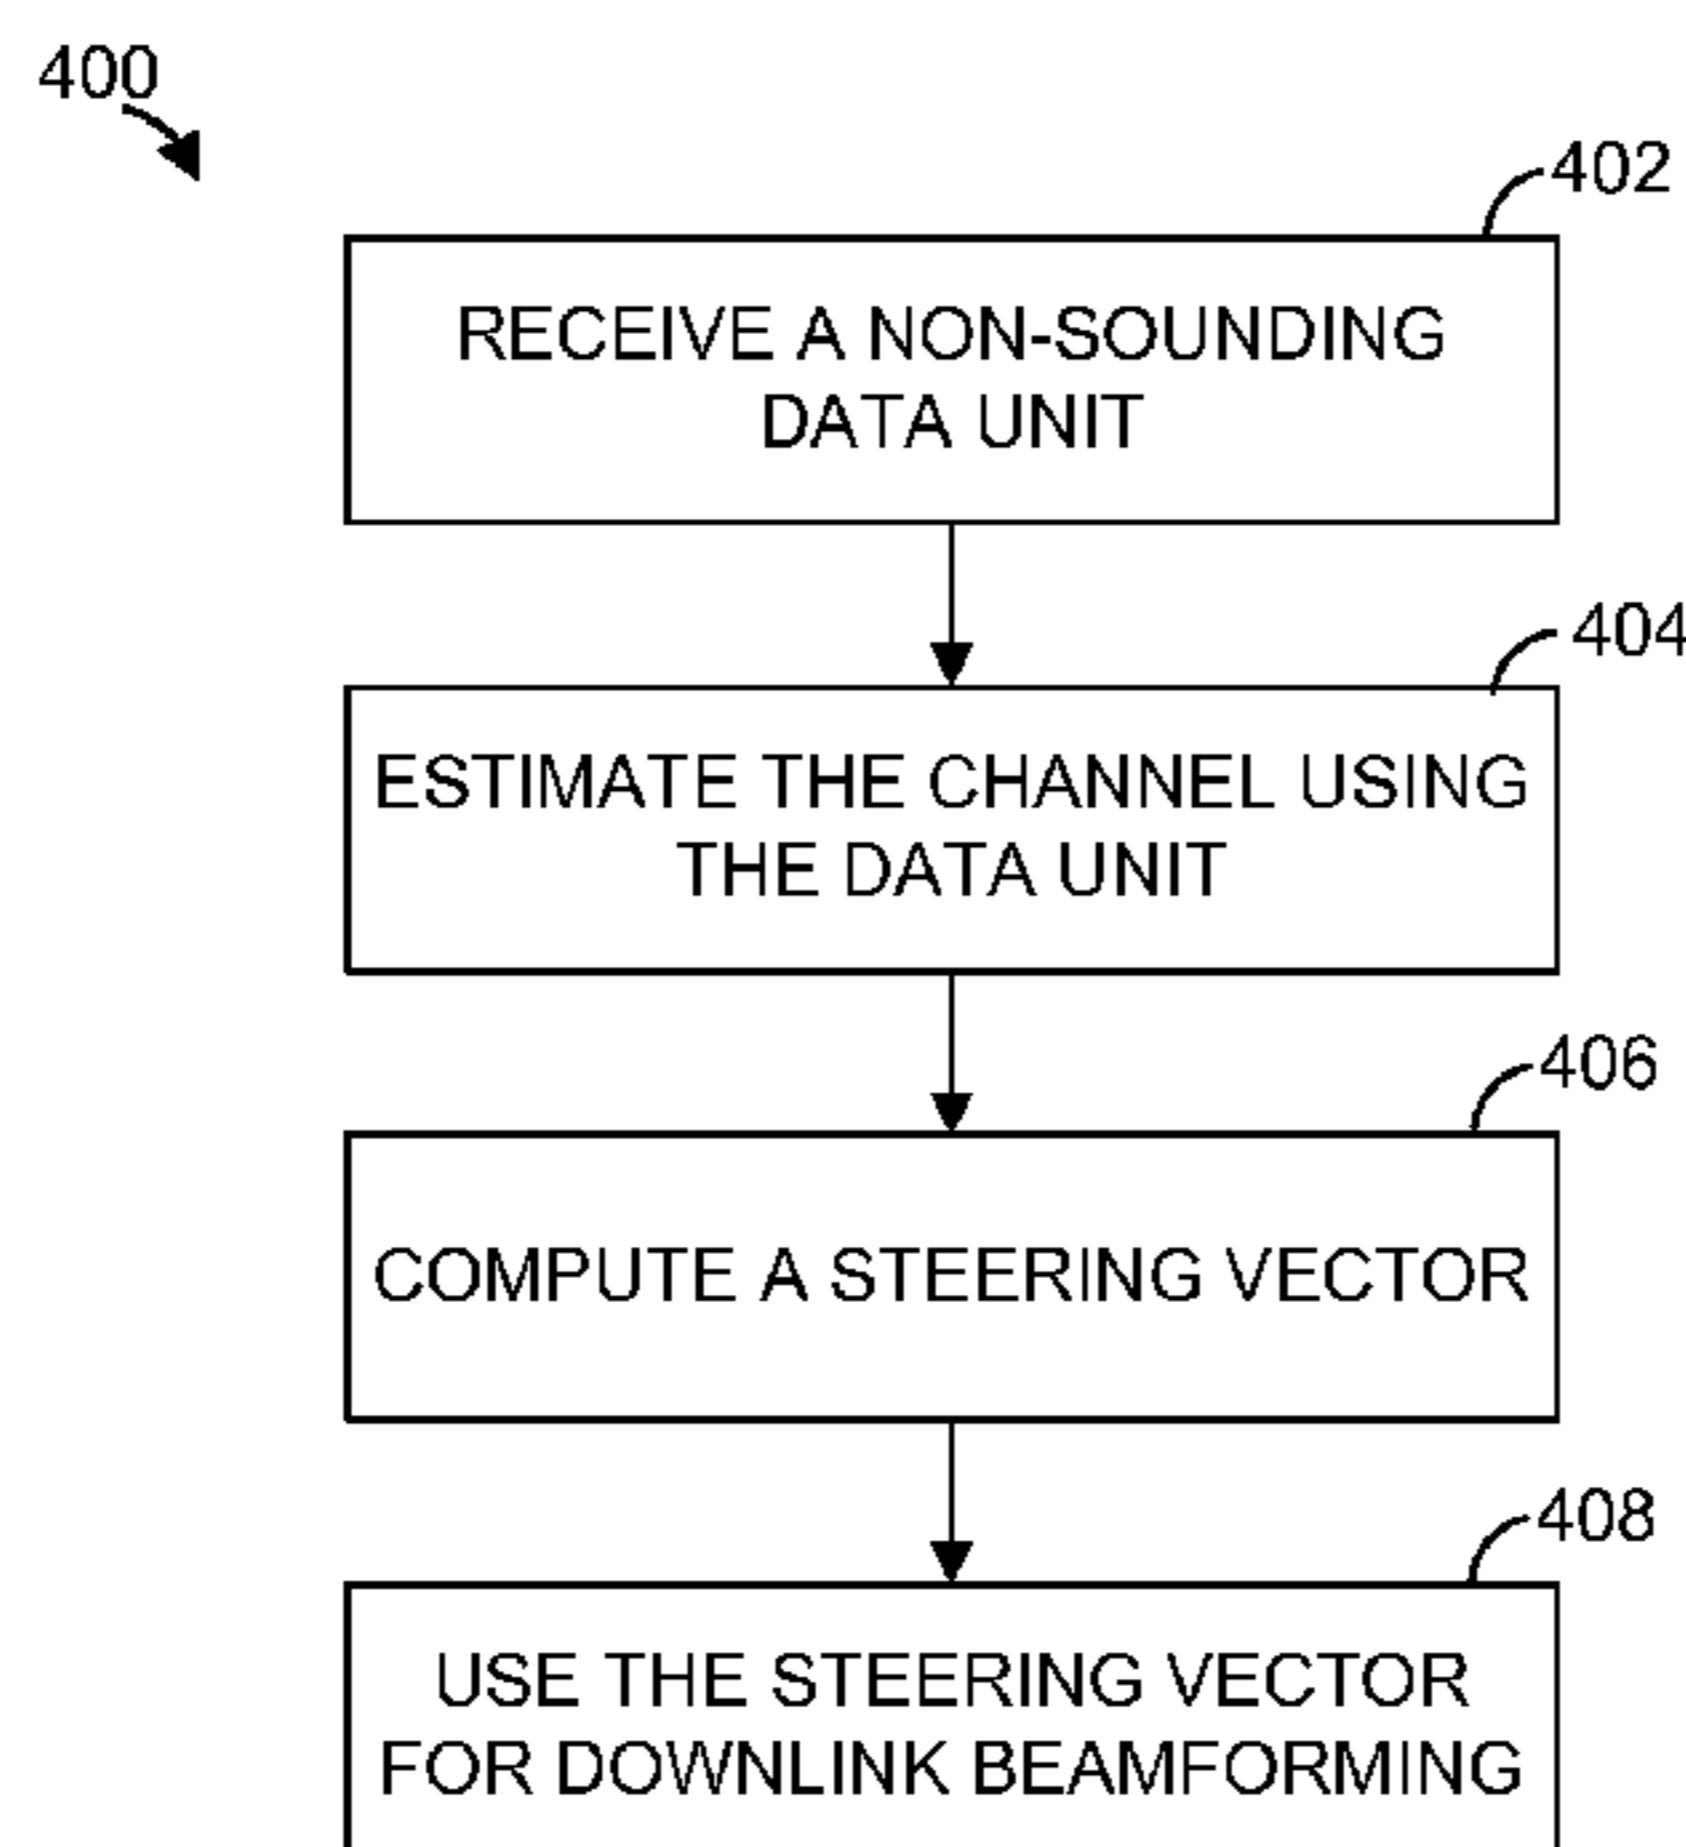 400
402
RECEIVE A NON-SOUNDING
DATA UNIT
404
ESTIMATE THE CHANNEL USING
THE DATA UNIT
406
COMPUTE A STEERING VECTOR
408
USE THE STEERING VECTOR
FOR DOWNLINK BEAMFORMING